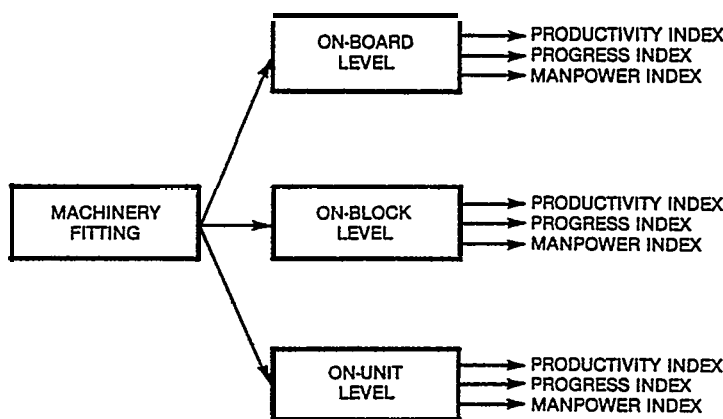 ON-BOARD
LEVEL
PRODUCTIVITY INDEX
PROGRESS INDEX
MANPOWER INDEX
MACHINERY
FITTING
ON-BLOCK
LEVEL
PRODUCTIVITY INDEX
PROGRESS INDEX
MANPOWER INDEX
ON-UNIT
LEVEL
PRODUCTIVITY INDEX
PROGRESS INDEX
MANPOWER INDEX